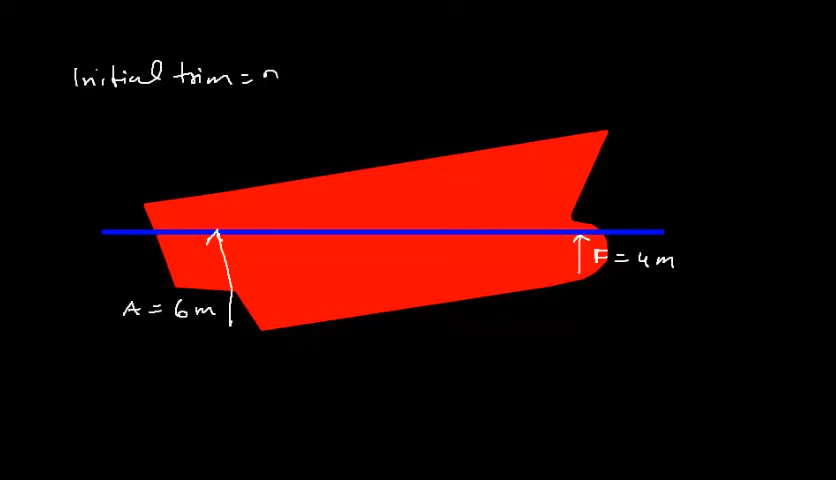 Initial trim =
F = 4m
A = 6m